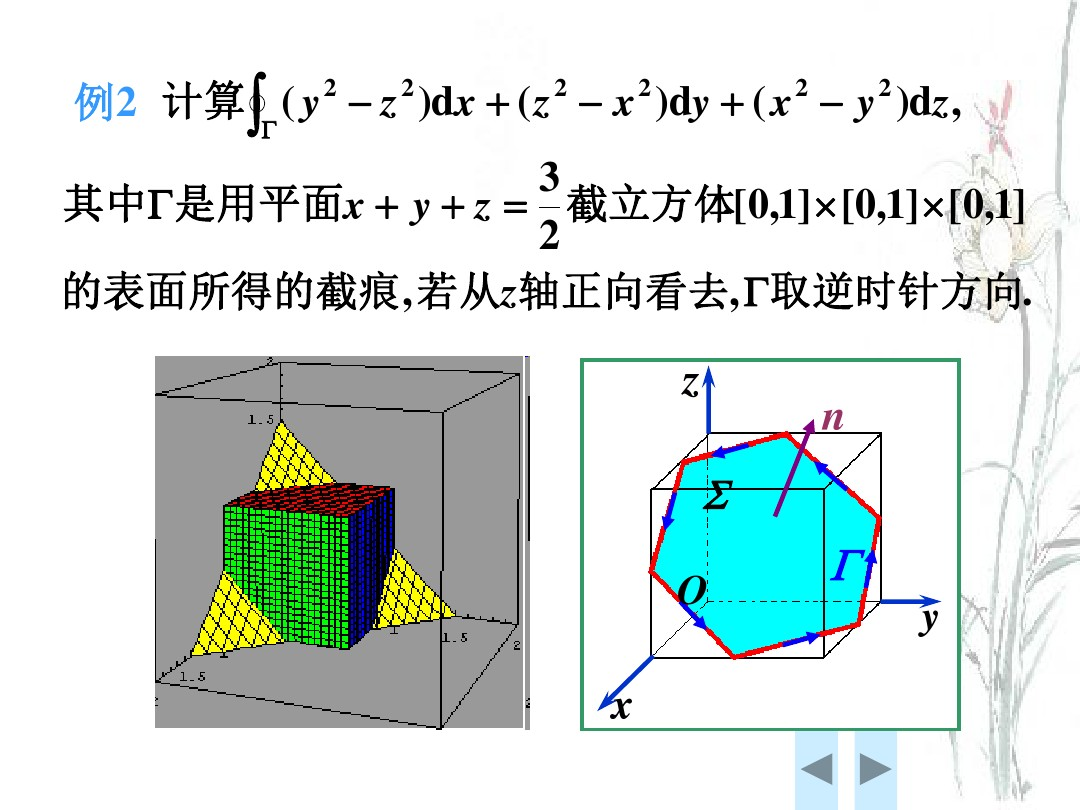 例2 计算∮_Γ (y² − z²)dx + (z² − x²)dy + (x² − y²)dz,
其中Γ是用平面x + y + z = 3/2 截立方体[0,1]×[0,1]×[0,1]
的表面所得的截痕,若从z轴正向看去,Γ取逆时针方向.
2
1.5
1
1.5
2
1
1.5
z
n
Σ
Γ
O
y
x